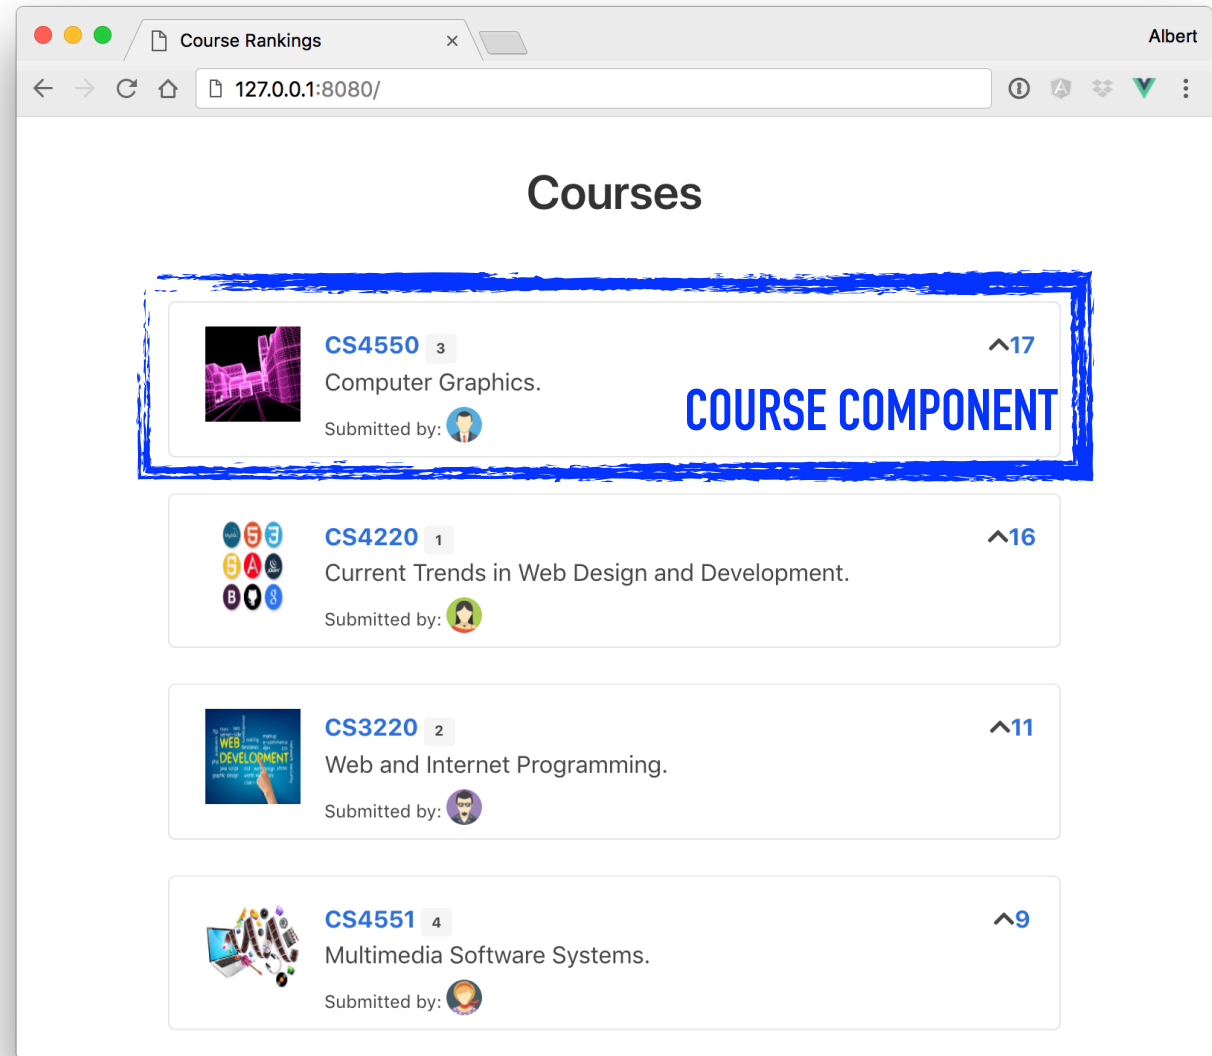 Course Rankings
Albert
127.0.0.1:8080/
Courses
CS4550 3
17
Computer Graphics.
COURSE COMPONENT
Submitted by:
CS4220 1
16
Current Trends in Web Design and Development.
Submitted by:
CS3220 2
11
WEB
DEVELOPMENT
Web and Internet Programming.
Submitted by:
CS4551 4
9
Multimedia Software Systems.
Submitted by: